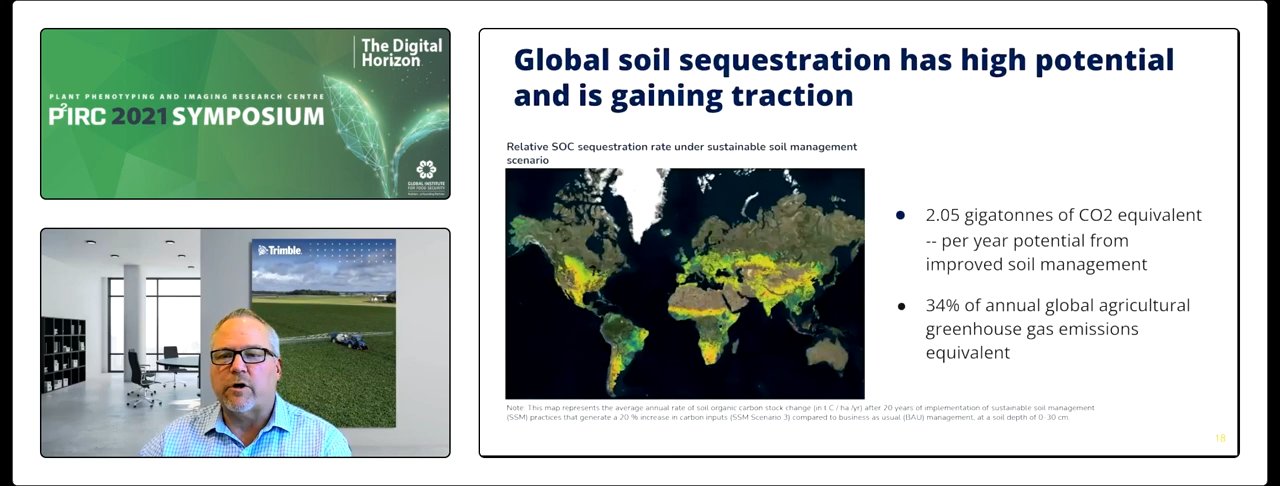 The Digital
Horizon
PLANT PHENOTYPING AND IMAGING RESEARCH CENTRE
P²IRC 2021 SYMPOSIUM
GLOBAL INSTITUTE
FOR FOOD SECURITY
Trimble
Global soil sequestration has high potential
and is gaining traction
Relative SOC sequestration rate under sustainable soil management
scenario
2.05 gigatonnes of CO2 equivalent
-- per year potential from
improved soil management
34% of annual global agricultural
greenhouse gas emissions
equivalent
Note: This map represents the average annual rate of soil organic carbon stock change (in t C / ha /yr) after 20 years of implementation of sustainable soil management
(SSM) practices that generate a 20 % increase in carbon inputs (SSM Scenario 3) compared to business as usual (BAU) management, at a soil depth of 0-30 cm.
18